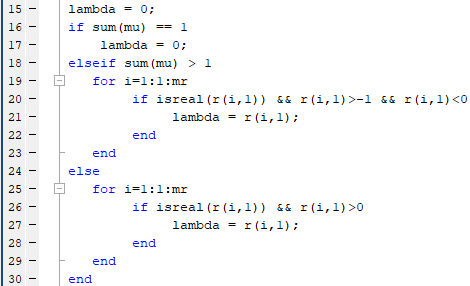 15 - lambda = 0;
16 - if sum(mu) == 1
17 - lambda = 0;
18 - elseif sum(mu) > 1
19 - for i=1:1:mr
20 - if isreal(r(i,1)) && r(i,1)>-1 && r(i,1)<0
21 - lambda = r(i,1);
22 - end
23 - end
24 - else
25 - for i=1:1:mr
26 - if isreal(r(i,1)) && r(i,1)>0
27 - lambda = r(i,1);
28 - end
29 - end
30 - end